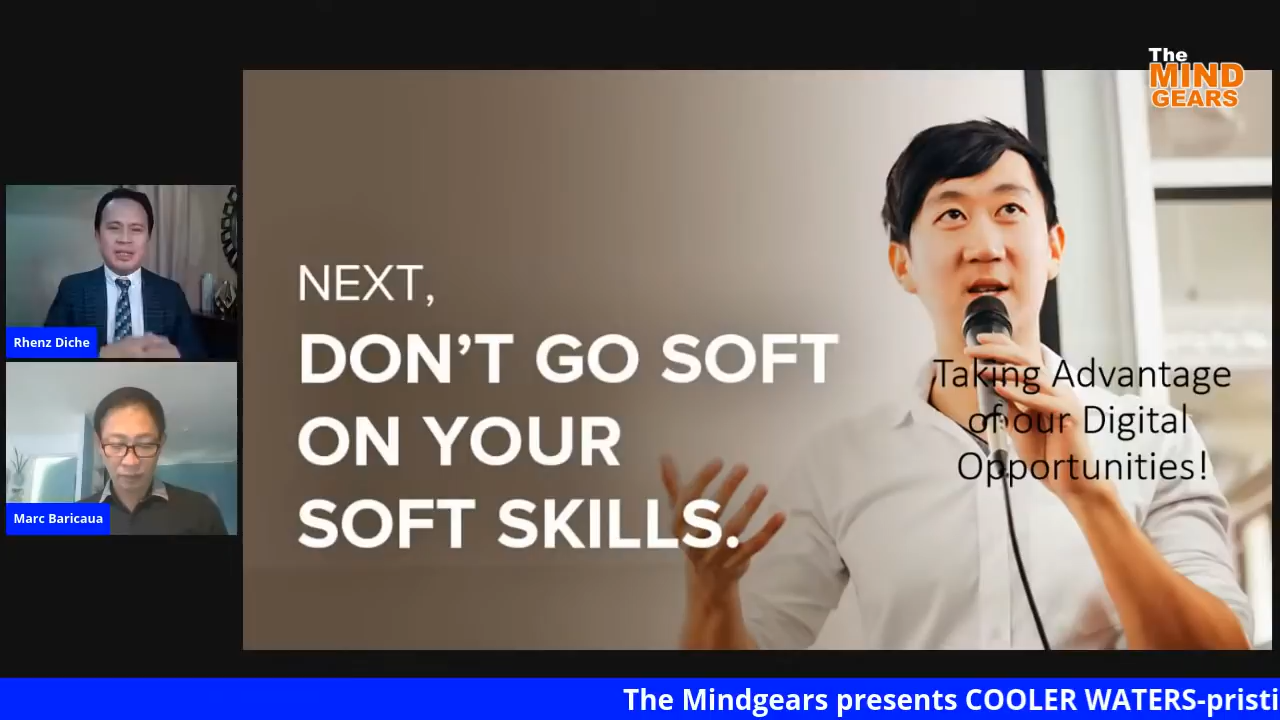 The
MIND
GEARS
Rhenz Diche
Marc Baricaua
NEXT,
DON'T GO SOFT
ON YOUR
SOFT SKILLS.
Taking Advantage
of our Digital
Opportunities!
The Mindgears presents COOLER WATERS-pristi